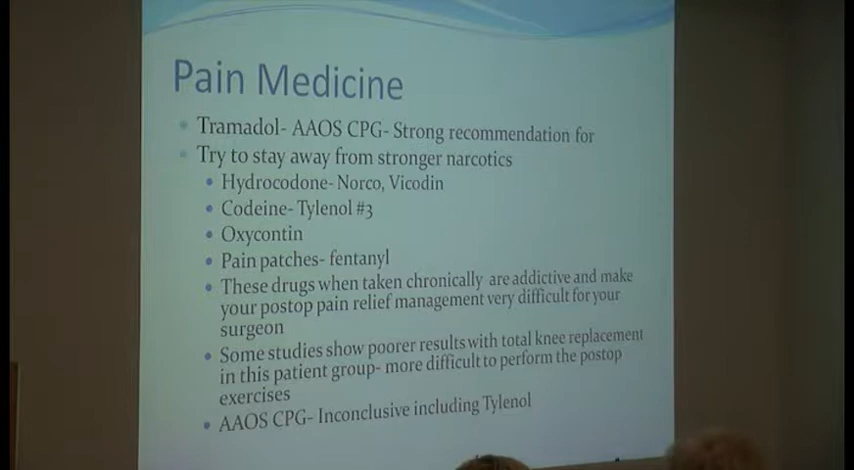 Pain Medicine
Tramadol- AAOS CPG- Strong recommendation for
Try to stay away from stronger narcotics
Hydrocodone- Norco, Vicodin
Codeine- Tylenol #3
Oxycontin
Pain patches- fentanyl
These drugs when taken chronically are addictive and make
your postop pain relief management very difficult for your
surgeon
Some studies show poorer results with total knee replacement
in this patient group- more difficult to perform the postop
exercises
AAOS CPG- Inconclusive including Tylenol